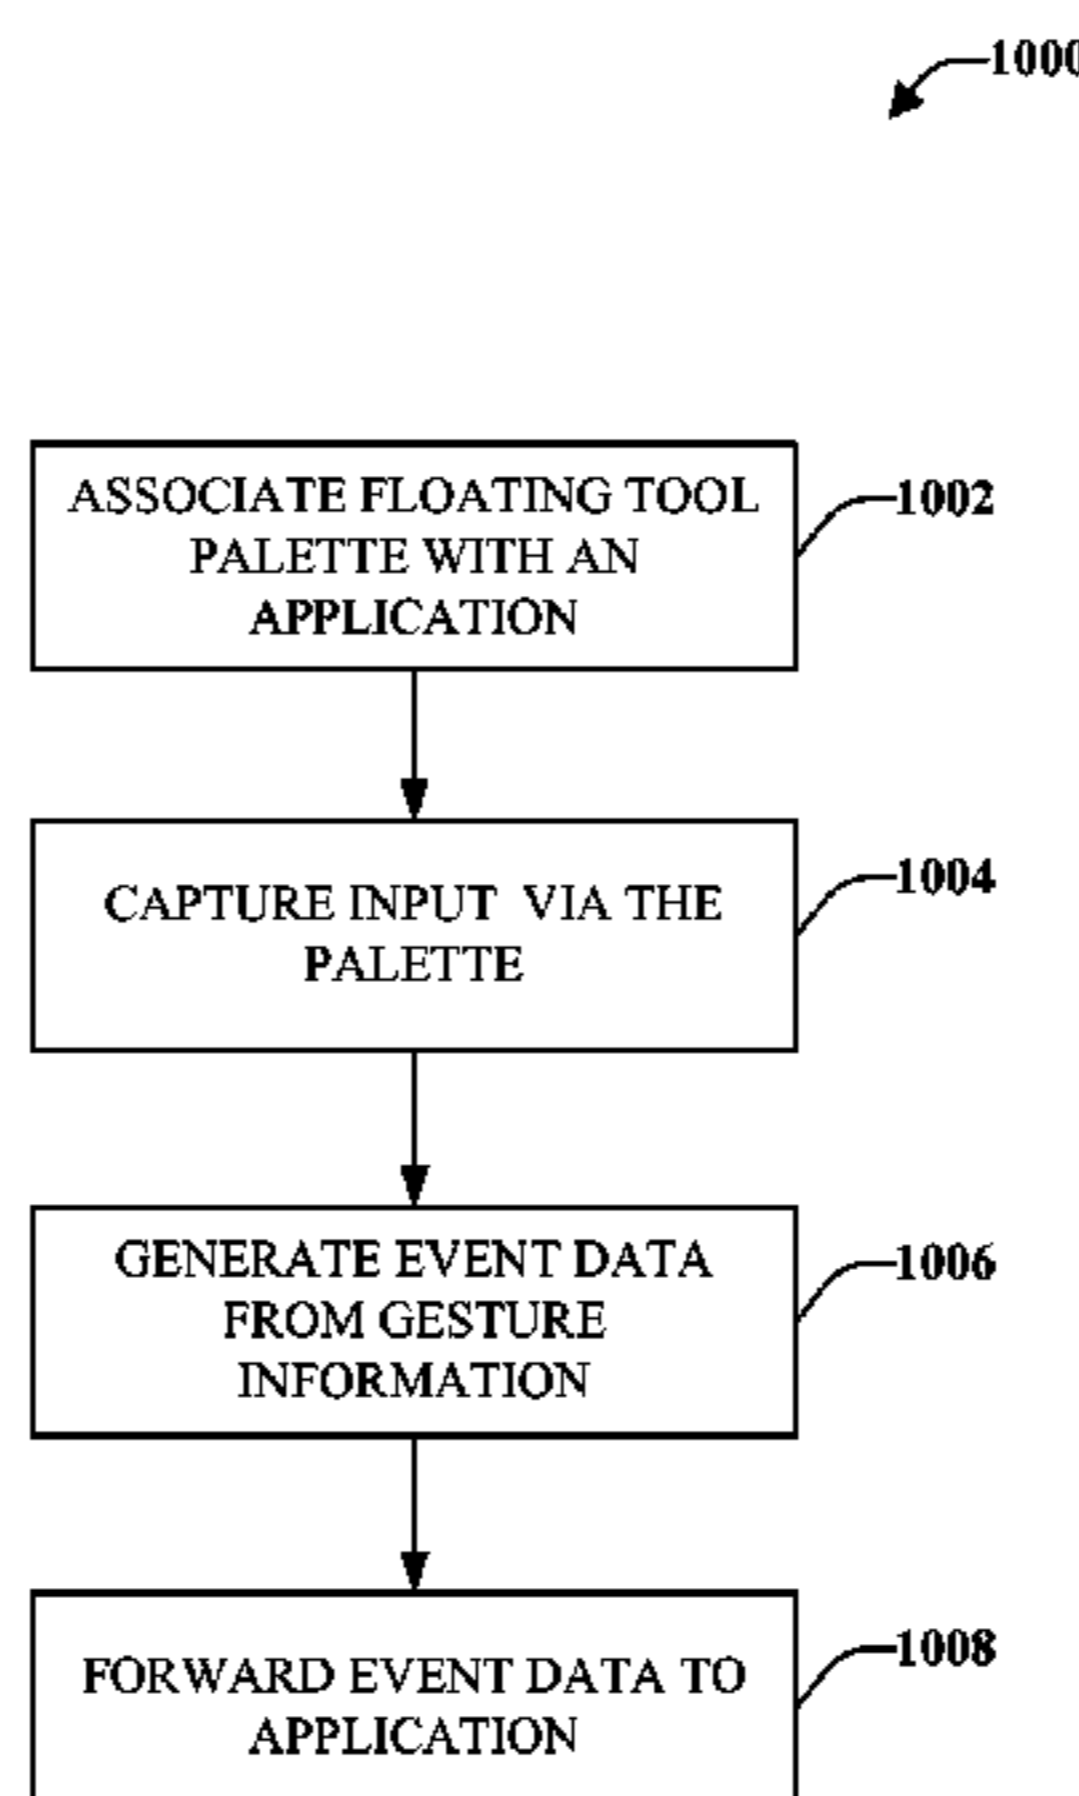 1000
ASSOCIATE FLOATING TOOL
PALETTE WITH AN
APPLICATION
1002
CAPTURE INPUT VIA THE
PALETTE
1004
GENERATE EVENT DATA
FROM GESTURE
INFORMATION
1006
FORWARD EVENT DATA TO
APPLICATION
1008